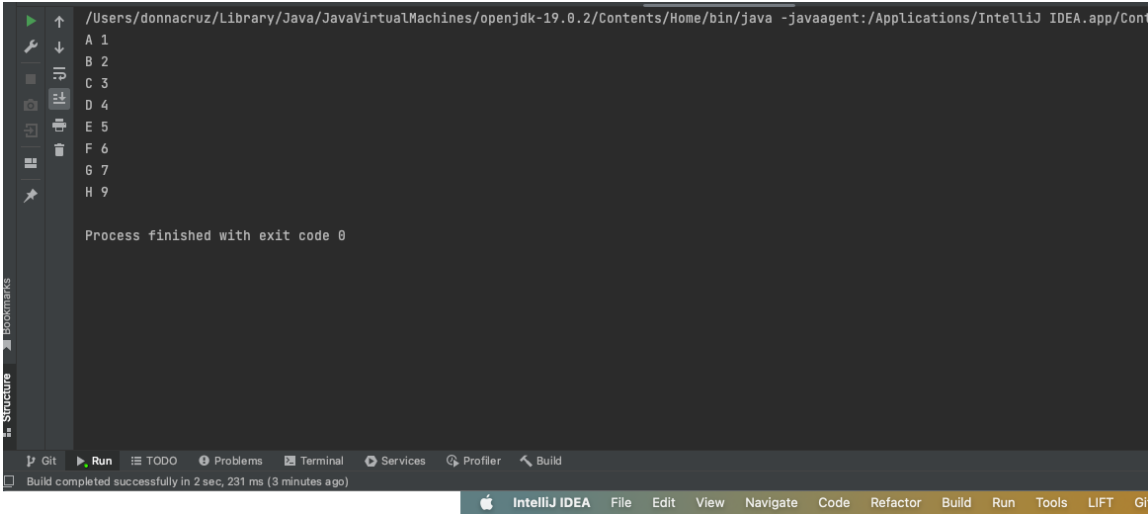 /Users/donnacruz/Library/Java/JavaVirtualMachines/openjdk-19.0.2/Contents/Home/bin/java -javaagent:/Applications/IntelliJ IDEA.app/Cont
A 1
B 2
C 3
D 4
E 5
F 6
G 7
H 9
Process finished with exit code 0
Bookmarks
Structure
Git Run TODO Problems Terminal Services Profiler Build
Build completed successfully in 2 sec, 231 ms (3 minutes ago)
IntelliJ IDEA File Edit View Navigate Code Refactor Build Run Tools LIFT Git